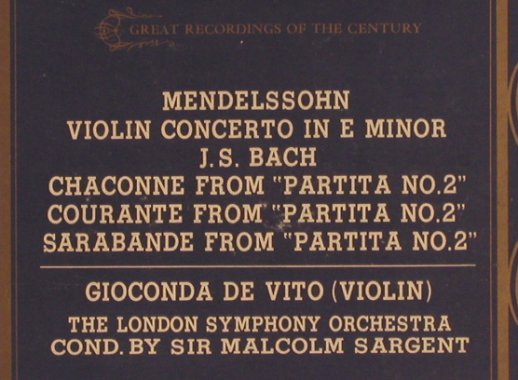 GREAT RECORDINGS OF THE CENTURY
MENDELSSOHN
VIOLIN CONCERTO IN E MINOR
J.S. BACH
CHACONNE FROM "PARTITA NO.2"
COURANTE FROM "PARTITA NO.2"
SARABANDE FROM "PARTITA NO.2"
GIOCONDA DE VITO (VIOLIN)
THE LONDON SYMPHONY ORCHESTRA
COND. BY SIR MALCOLM SARGENT